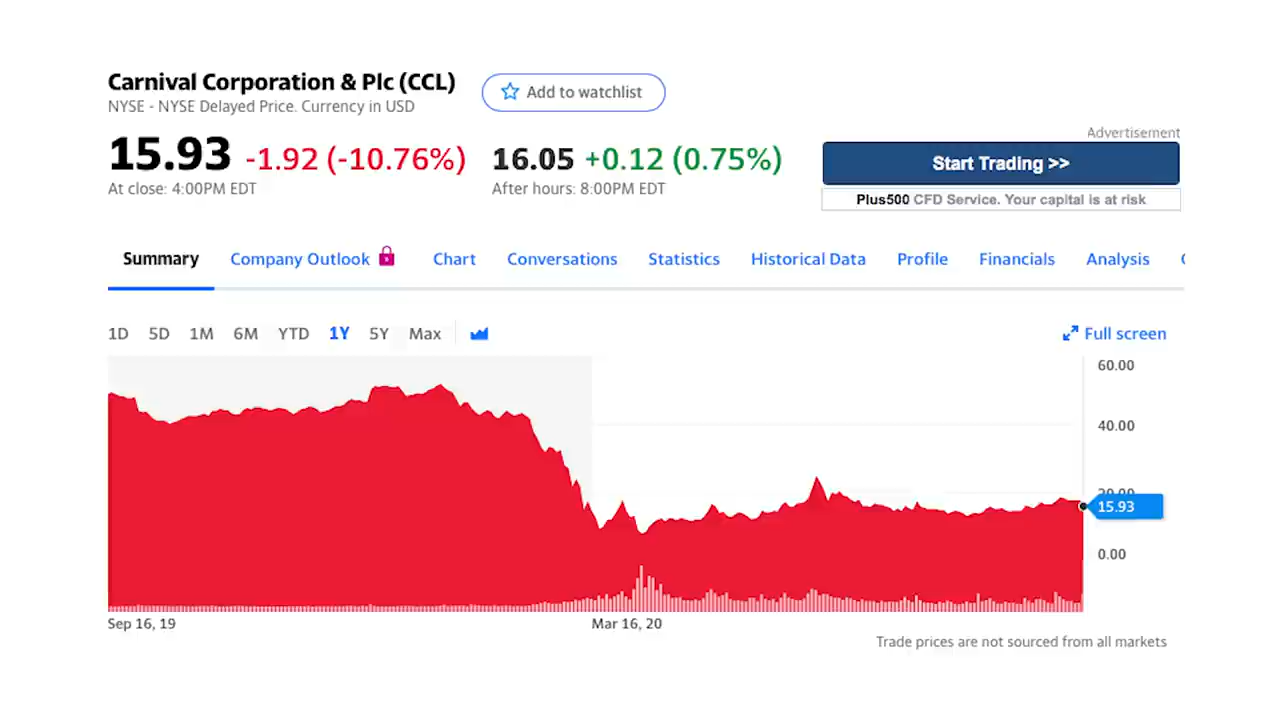 Carnival Corporation & Plc (CCL)
Add to watchlist
NYSE - NYSE Delayed Price. Currency in USD
15.93 -1.92 (-10.76%)
At close: 4:00PM EDT
16.05 +0.12 (0.75%)
After hours: 8:00PM EDT
Advertisement
Start Trading >>
Plus500 CFD Service. Your capital is at risk
Summary Company Outlook Chart Conversations Statistics Historical Data Profile Financials Analysis
1D 5D 1M 6M YTD 1Y 5Y Max
Full screen
60.00
40.00
20.00
15.93
0.00
Sep 16, 19 Mar 16, 20
Trade prices are not sourced from all markets